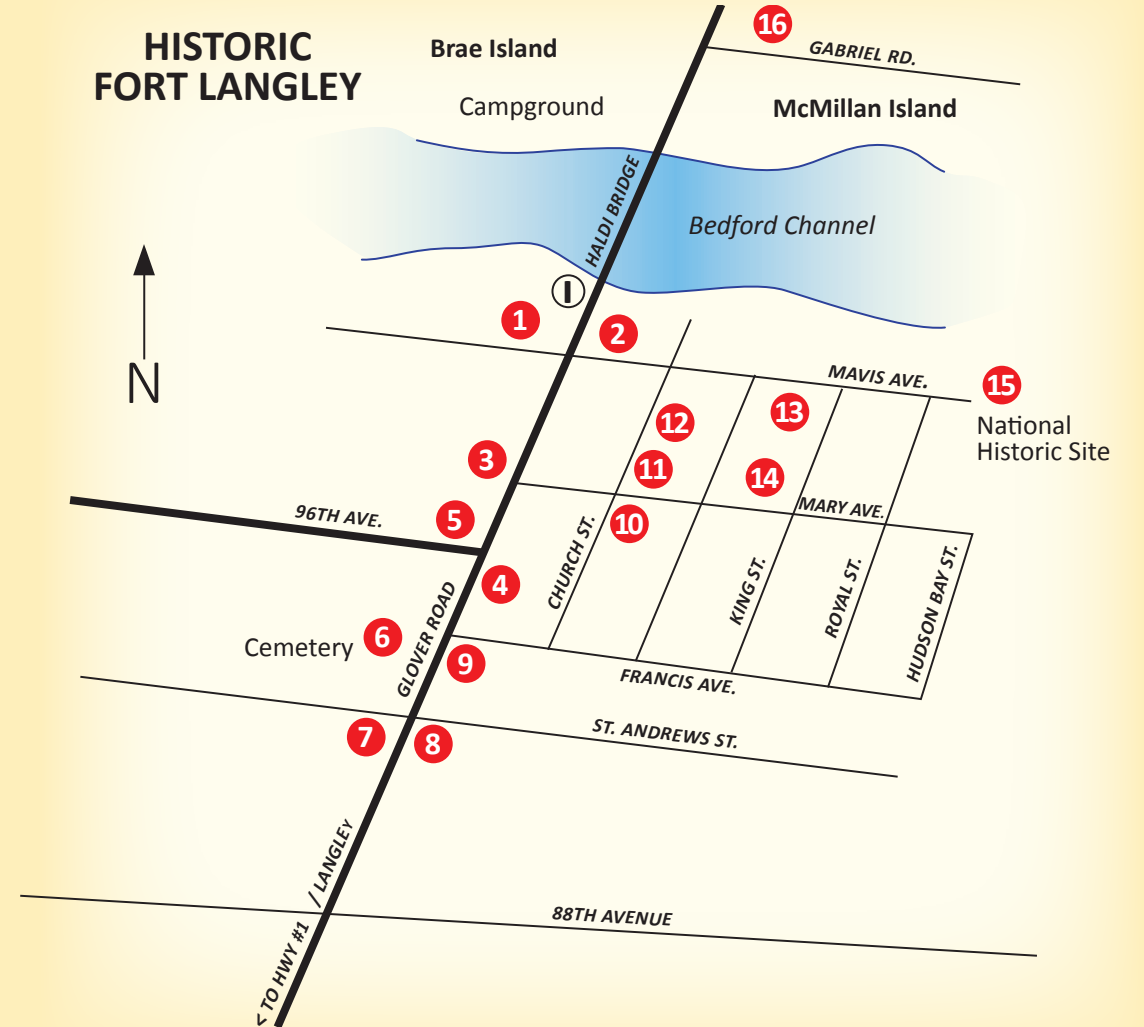 HISTORIC
FORT LANGLEY
Brae Island
Campground
16
GABRIEL RD.
McMillan Island
HALDI BRIDGE
Bedford Channel
N
I
1
2
MAVIS AVE.
15
National
Historic Site
12
13
3
11
14
96TH AVE.
5
10
MARY AVE.
CHURCH ST.
KING ST.
ROYAL ST.
HUDSON BAY ST.
4
Cemetery
6
GLOVER ROAD
9
FRANCIS AVE.
7
8
ST. ANDREWS ST.
< TO HWY #1 / LANGLEY
88TH AVENUE